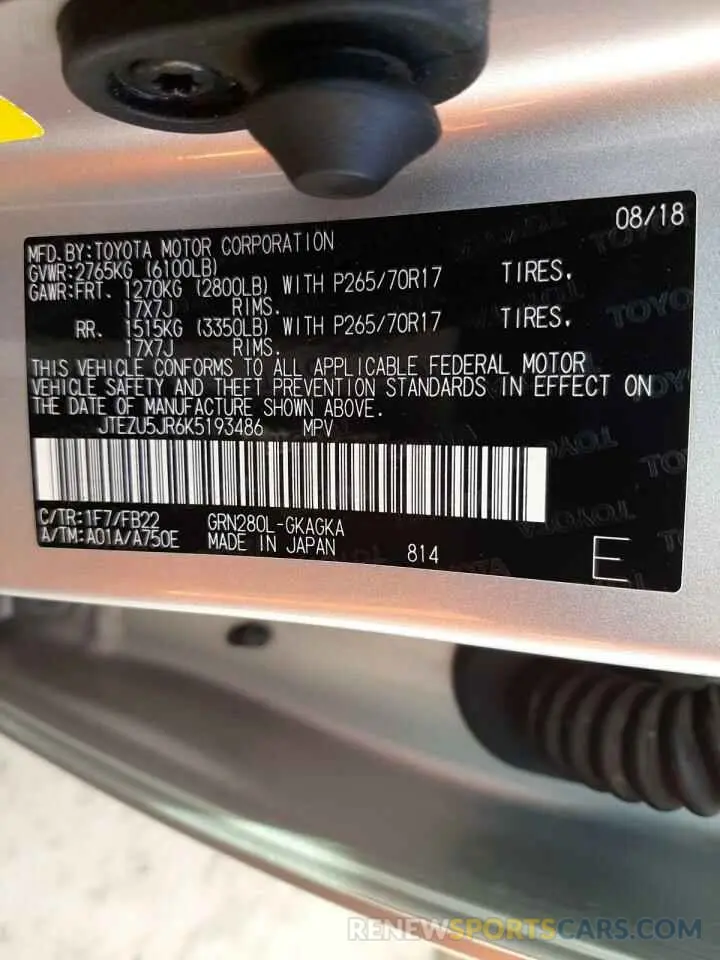 08/18
MFD.BY:TOYOTA MOTOR CORPORATION
GVWR:2765KG (6100LB)
GAWR:FRT. 1270KG (2800LB) WITH P265/70R17 TIRES,
17X7J RIMS.
RR. 1515KG (3350LB) WITH P265/70R17 TIRES,
17X7J RIMS.
THIS VEHICLE CONFORMS TO ALL APPLICABLE FEDERAL MOTOR
VEHICLE SAFETY AND THEFT PREVENTION STANDARDS IN EFFECT ON
THE DATE OF MANUFACTURE SHOWN ABOVE.
JTEZU5JR6K5193486 MPV
C/TR:1F7/FB22 GRN280L-GKAGKA
A/TM:A01A/A750E MADE IN JAPAN 814 E
RENEWSPORTSCARS.COM